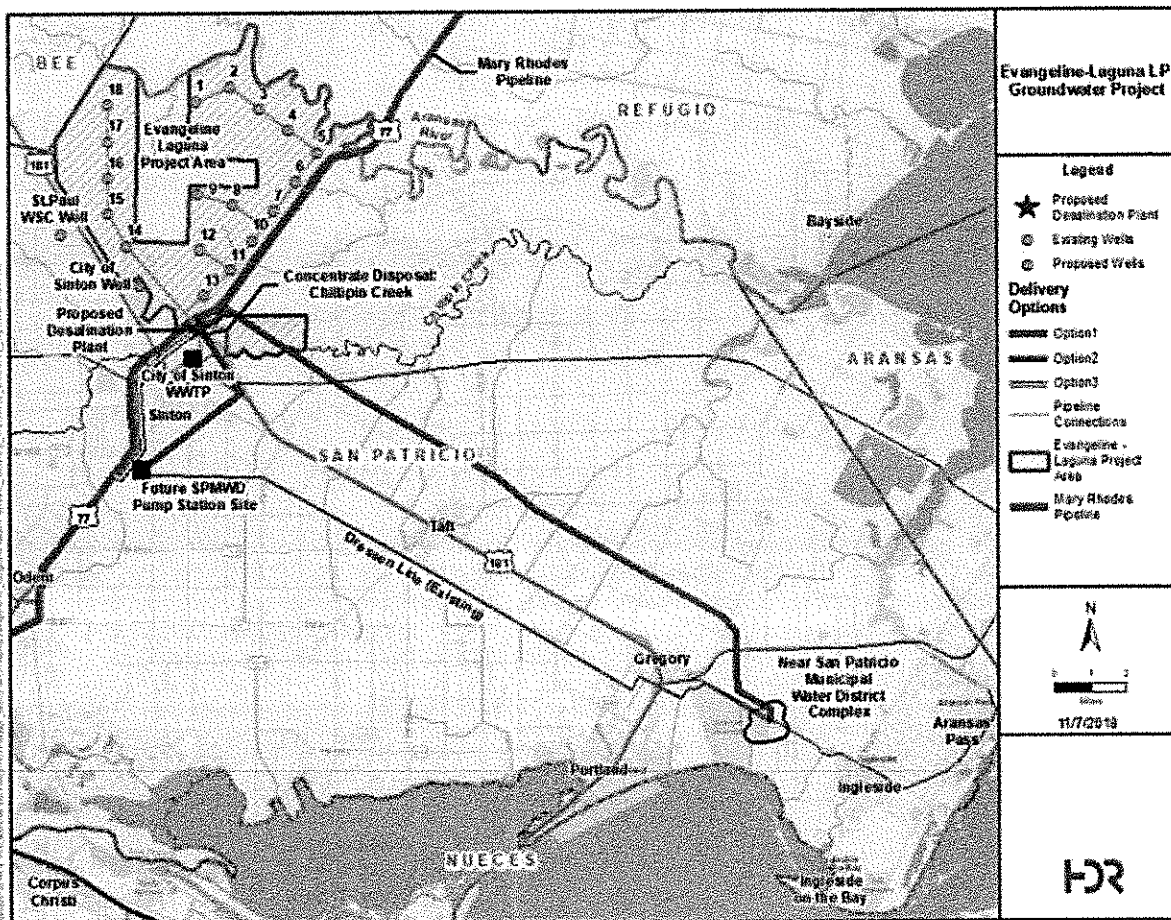 BEE
18
17
16
15
14
1
2
3
4
5
6
7
8
9
10
11
12
13
Evangeline
Laguna
Project Area
181
St.Paul
WSC Well
City of
Sinton Well
Proposed
Desalination
Plant
Mary Rhodes
Pipeline
77
REFUGIO
Aransas
River
Bayside
Concentrate Disposal:
Chiltipin Creek
ARANSAS
City of Sinton
WWTP
Sinton
SAN PATRICIO
Future SPMWD
Pump Station Site
77
Taft
181
Odem
Gregory
Near San Patricio
Municipal
Water District
Complex
Aransas
Pass
Portland
Ingleside
NUECES
Corpus
Christi
Ingleside
on the Bay
Evangeline-Laguna LP
Groundwater Project
Legend
Proposed
Desalination Plant
Existing Wells
Proposed Wells
Delivery
Options
Option1
Option2
Option3
Pipeline
Connections
Evangeline -
Laguna Project
Area
Mary Rhodes
Pipeline
N
Miles
11/7/2018
HDR